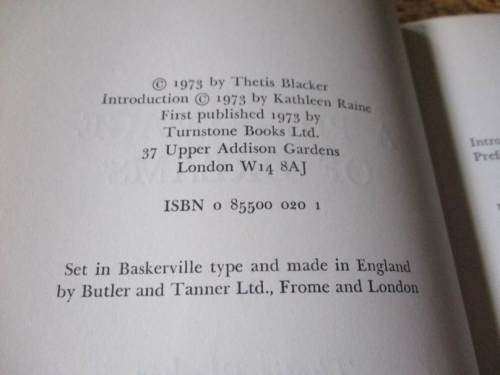 © 1973 by Thetis Blacker
Introduction © 1973 by Kathleen Raine
First published 1973 by
Turnstone Books Ltd.
37 Upper Addison Gardens
London W14 8AJ
ISBN 0 85500 020 1
Set in Baskerville type and made in England
by Butler and Tanner Ltd., Frome and London
Intro
Pref